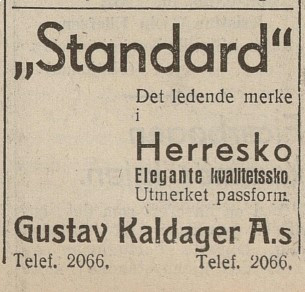 „Standard“
Det ledende merke
i
Herresko
Elegante kvalitetssko.
Utmerket passform.
Gustav Kaldager A.s
Telef. 2066. Telef. 2066.